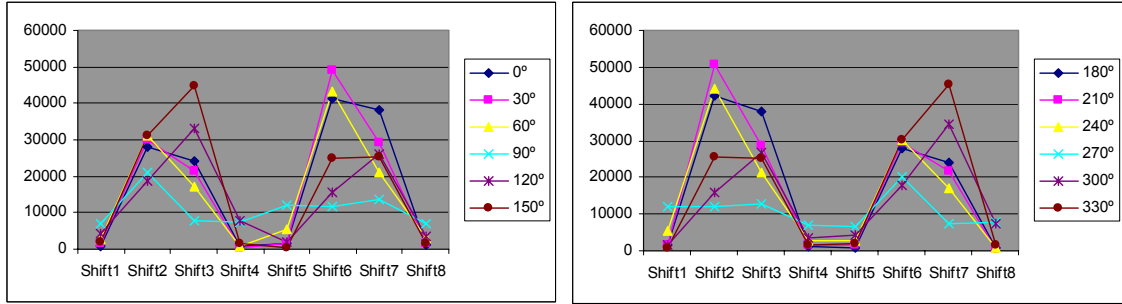 60000
50000
40000
30000
20000
10000
0
Shift1 Shift2 Shift3 Shift4 Shift5 Shift6 Shift7 Shift8
0º
30º
60º
90º
120º
150º
60000
50000
40000
30000
20000
10000
0
Shift1 Shift2 Shift3 Shift4 Shift5 Shift6 Shift7 Shift8
180º
210º
240º
270º
300º
330º